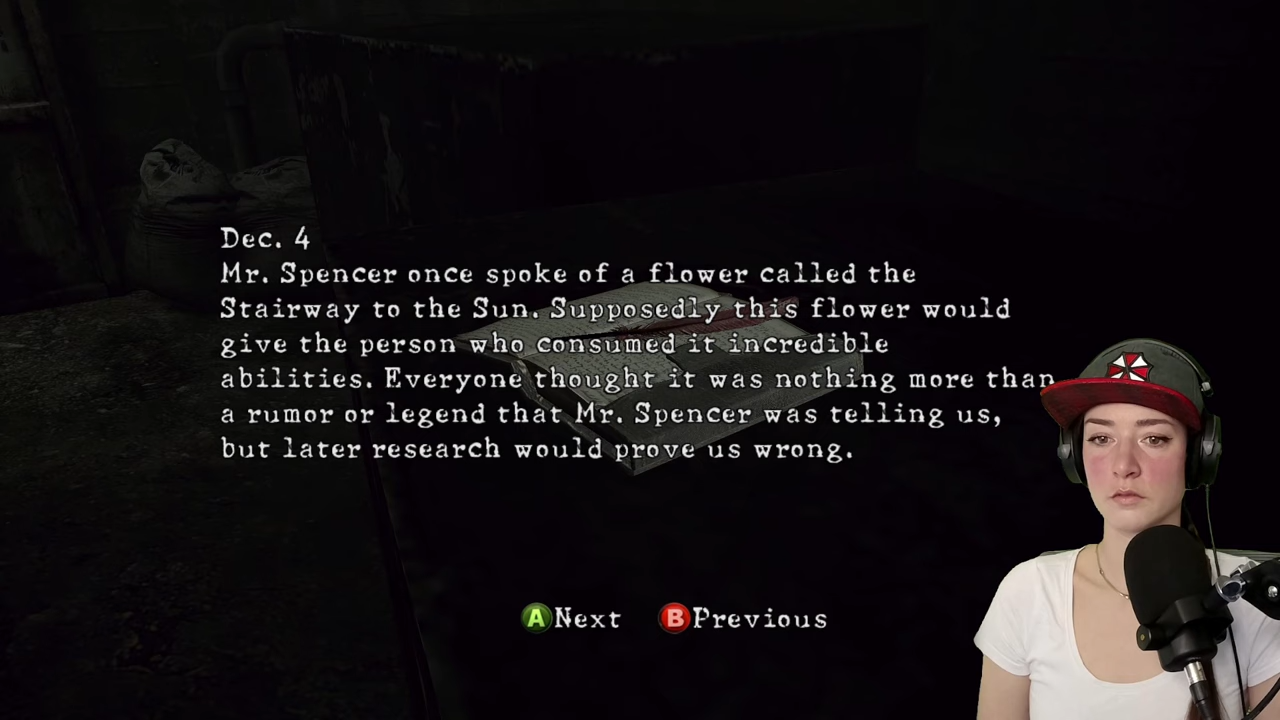 Dec. 4
Mr. Spencer once spoke of a flower called the
Stairway to the Sun. Supposedly this flower would
give the person who consumed it incredible
abilities. Everyone thought it was nothing more than
a rumor or legend that Mr. Spencer was telling us,
but later research would prove us wrong.
A Next B Previous